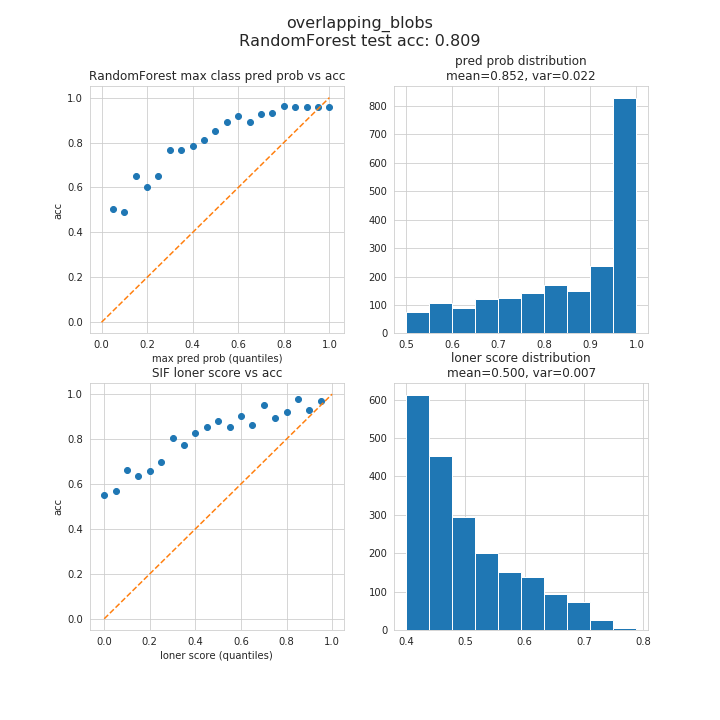 overlapping_blobs
RandomForest test acc: 0.809
RandomForest max class pred prob vs acc
1.0
0.8
0.6
0.4
0.2
0.0
acc
0.0 0.2 0.4 0.6 0.8 1.0
max pred prob (quantiles)
pred prob distribution
mean=0.852, var=0.022
800
700
600
500
400
300
200
100
0
0.5 0.6 0.7 0.8 0.9 1.0
SIF loner score vs acc
1.0
0.8
0.6
0.4
0.2
0.0
acc
0.0 0.2 0.4 0.6 0.8 1.0
loner score (quantiles)
loner score distribution
mean=0.500, var=0.007
600
500
400
300
200
100
0
0.4 0.5 0.6 0.7 0.8